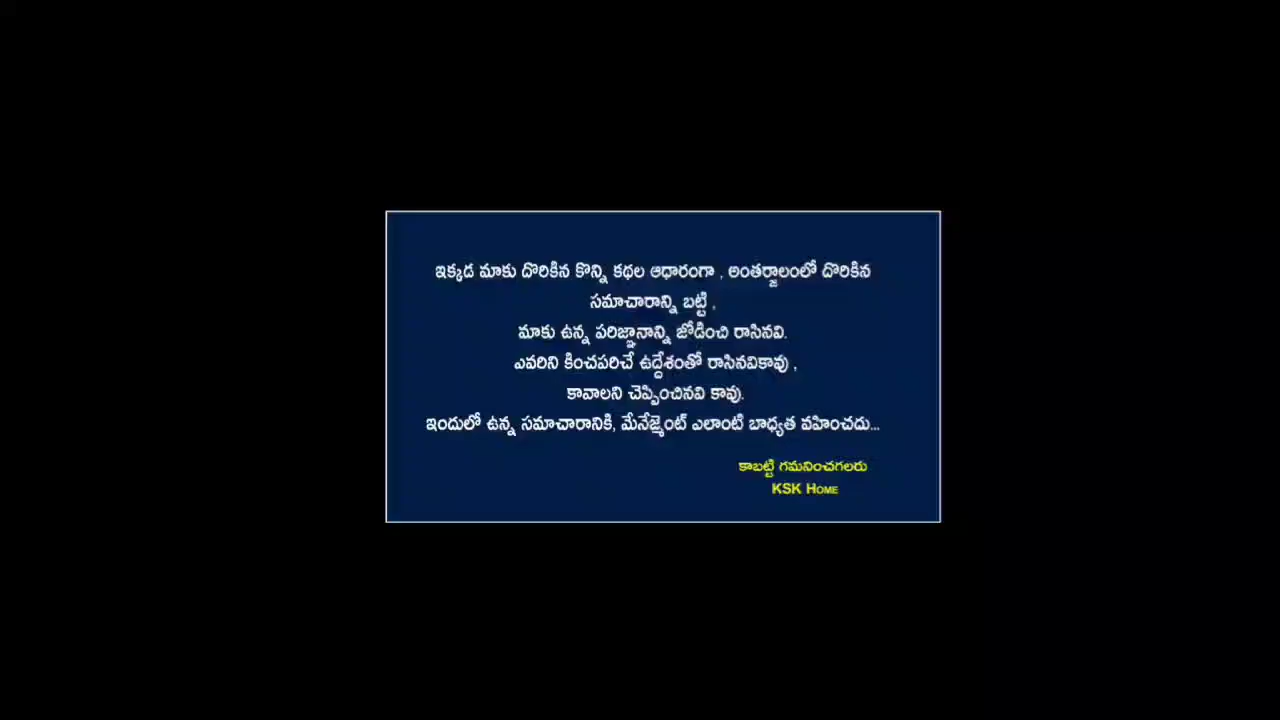 ఇక్కడ మాకు దొరికిన కొన్ని కథల ఆధారంగా , అంతర్జాలంలో దొరికిన
సమాచారాన్ని బట్టి ,
మాకు ఉన్న పరిజ్ఞానాన్ని జోడించి రాసినవి.
ఎవరిని కించపరిచే ఉద్దేశంతో రాసినవికావు ,
కావాలని చెప్పించినవి కావు.
ఇందులో ఉన్న సమాచారానికి, మేనేజ్మెంట్ ఎలాంటి బాధ్యత వహించదు...
కాబట్టి గమనించగలరు
KSK HOME